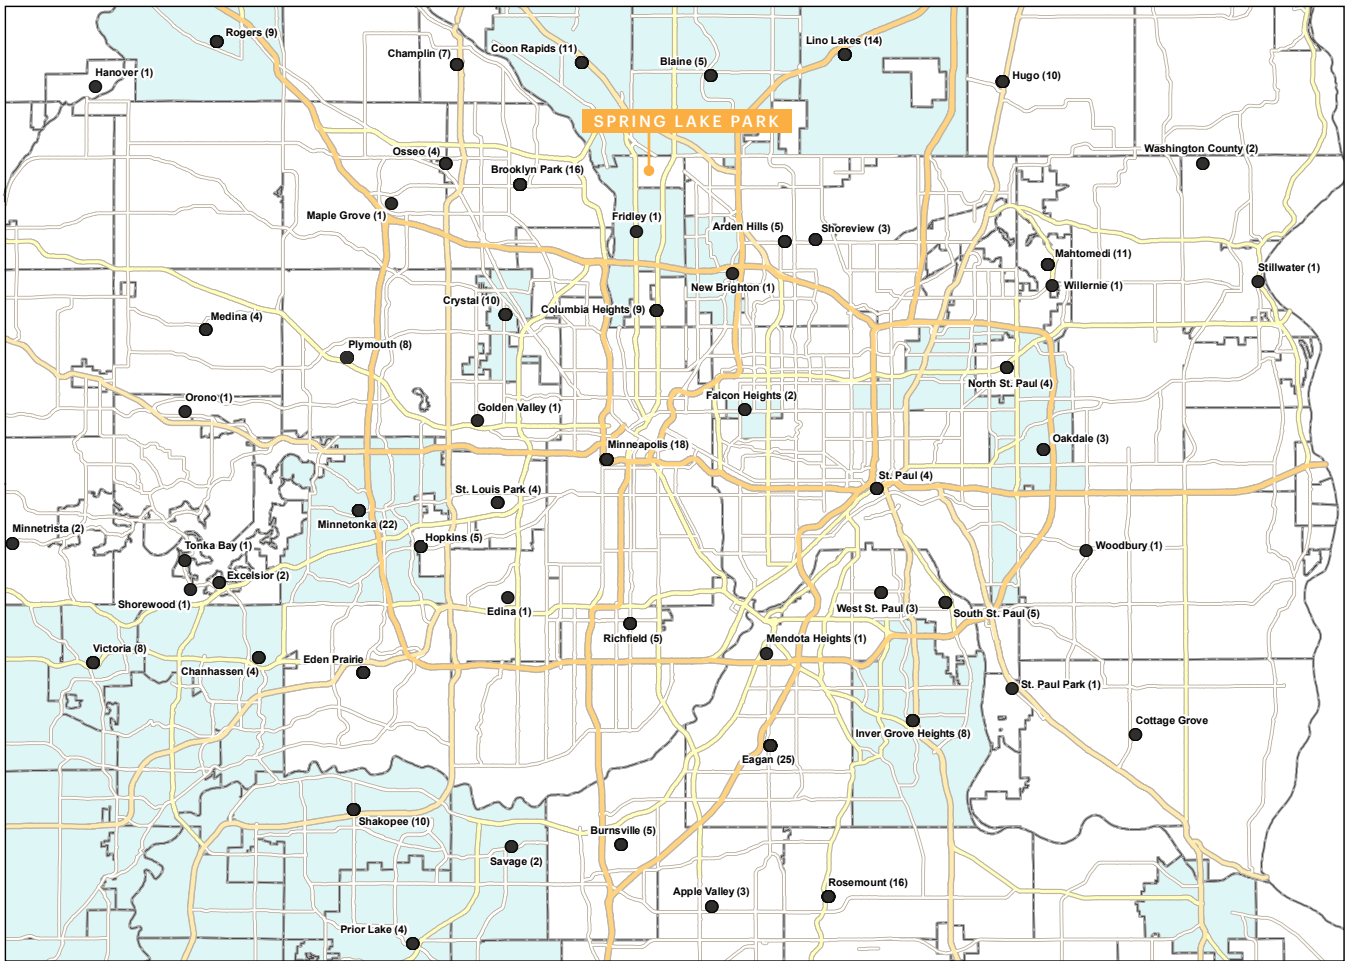 Rogers (9)
Champlin (7)
Coon Rapids (11)
Blaine (5)
Lino Lakes (14)
Hanover (1)
Hugo (10)
SPRING LAKE PARK
Osseo (4)
Washington County (2)
Brooklyn Park (16)
Maple Grove (1)
Fridley (1)
Arden Hills (5)
Shoreview (3)
Mahtomedi (11)
Stillwater (1)
New Brighton (1)
Willernie (1)
Crystal (10)
Columbia Heights (9)
Medina (4)
Plymouth (8)
North St. Paul (4)
Orono (1)
Golden Valley (1)
Falcon Heights (2)
Minneapolis (18)
Oakdale (3)
St. Paul (4)
St. Louis Park (4)
Minnetonka (22)
Minnetrista (2)
Hopkins (5)
Tonka Bay (1)
Woodbury (1)
Excelsior (2)
Shorewood (1)
Edina (1)
West St. Paul (3)
South St. Paul (5)
Richfield (5)
Mendota Heights (1)
Victoria (8)
Chanhassen (4)
Eden Prairie
St. Paul Park (1)
Cottage Grove
Inver Grove Heights (8)
Eagan (25)
Shakopee (10)
Burnsville (5)
Savage (2)
Apple Valley (3)
Rosemount (16)
Prior Lake (4)